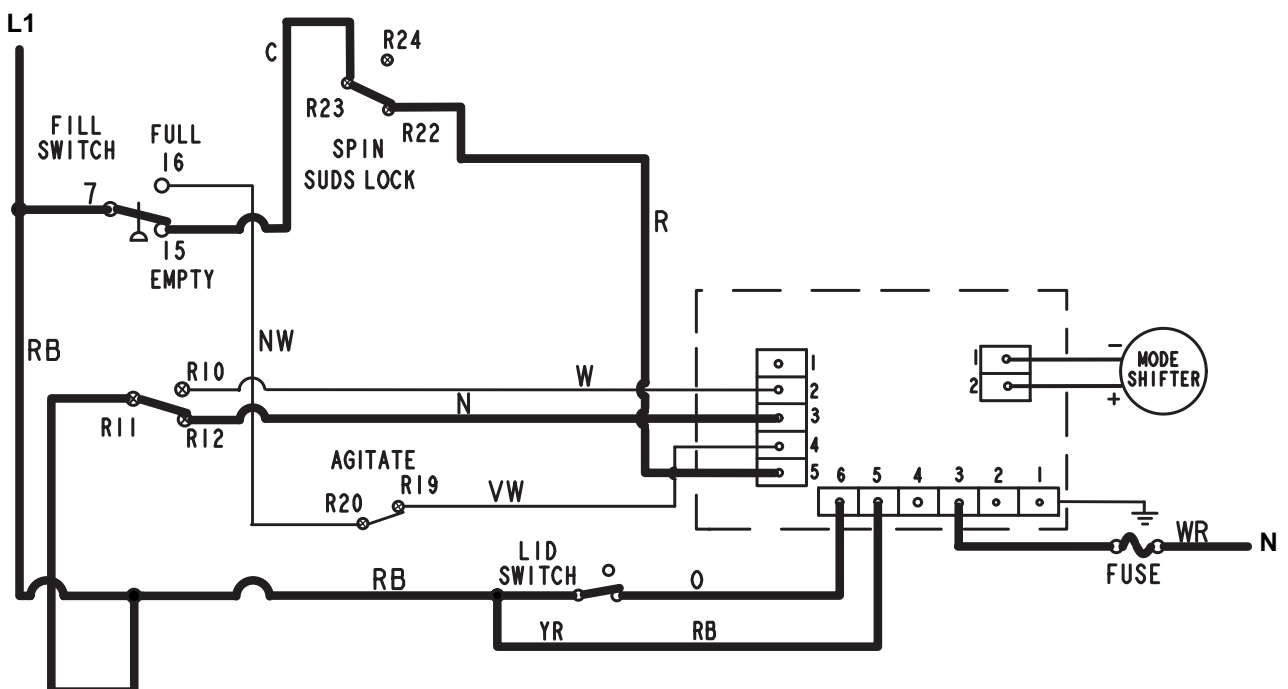 L1
C
R24
R23
R22
FILL
SWITCH
FULL
16
SPIN
SUDS LOCK
7
15
EMPTY
R
RB
NW
R10
W
N
R11
R12
1
2
3
4
5
1
2
−
+
MODE
SHIFTER
AGITATE
R20
R19
VW
6 5 4 3 2 1
LID
SWITCH
RB
O
YR
RB
WR
N
FUSE